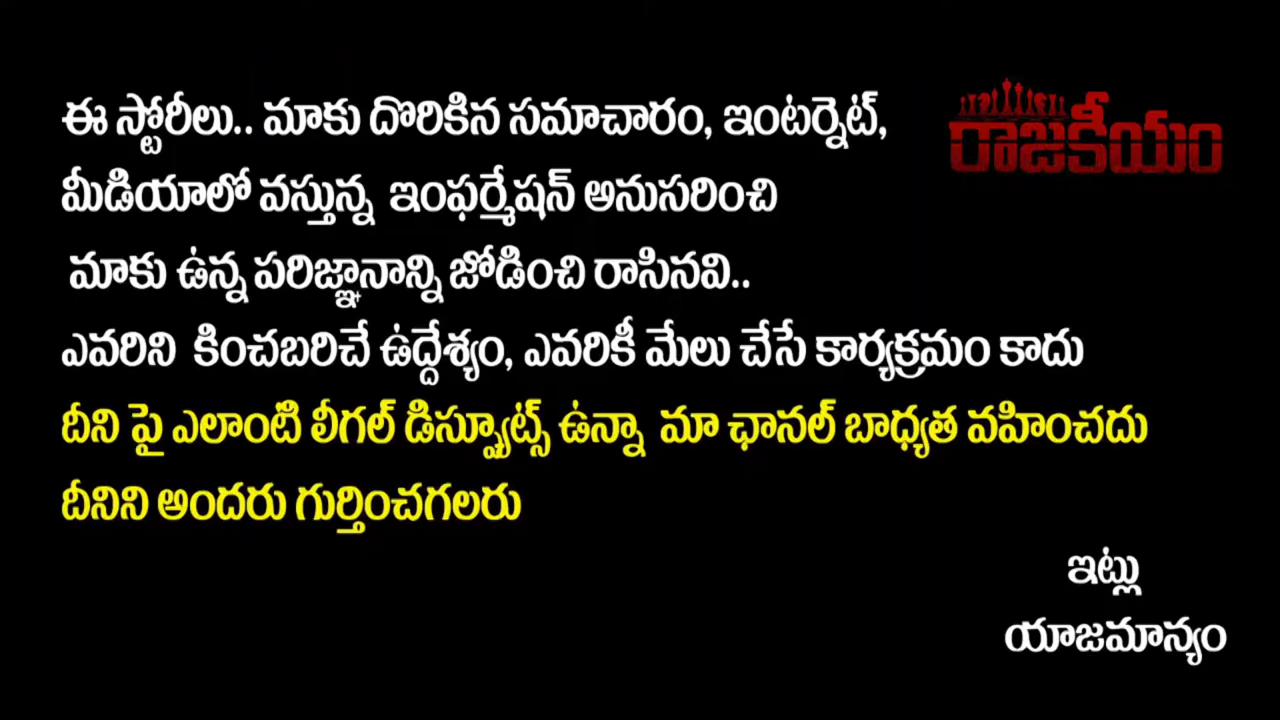 ఈ స్టోరీలు.. మాకు దొరికిన సమాచారం, ఇంటర్నెట్,
రాజకీయం
మీడియాలో వస్తున్న ఇంఫర్మేషన్ అనుసరించి
మాకు ఉన్న పరిజ్ఞానాన్ని జోడించి రాసినవి..
ఎవరిని కించబరిచే ఉద్దేశ్యం, ఎవరికీ మేలు చేసే కార్యక్రమం కాదు
దీని పై ఎలాంటి లీగల్ డిస్ప్యూట్స్ ఉన్నా మా ఛానల్ బాధ్యత వహించదు
దీనిని అందరు గుర్తించగలరు
ఇట్లు
యాజమాన్యం